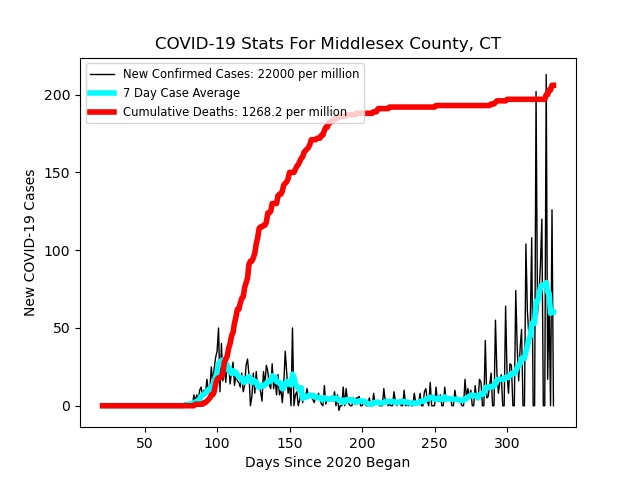 COVID-19 Stats For Middlesex County, CT
New Confirmed Cases: 22000 per million
7 Day Case Average
Cumulative Deaths: 1268.2 per million
200
150
100
50
0
New COVID-19 Cases
50 100 150 200 250 300
Days Since 2020 Began